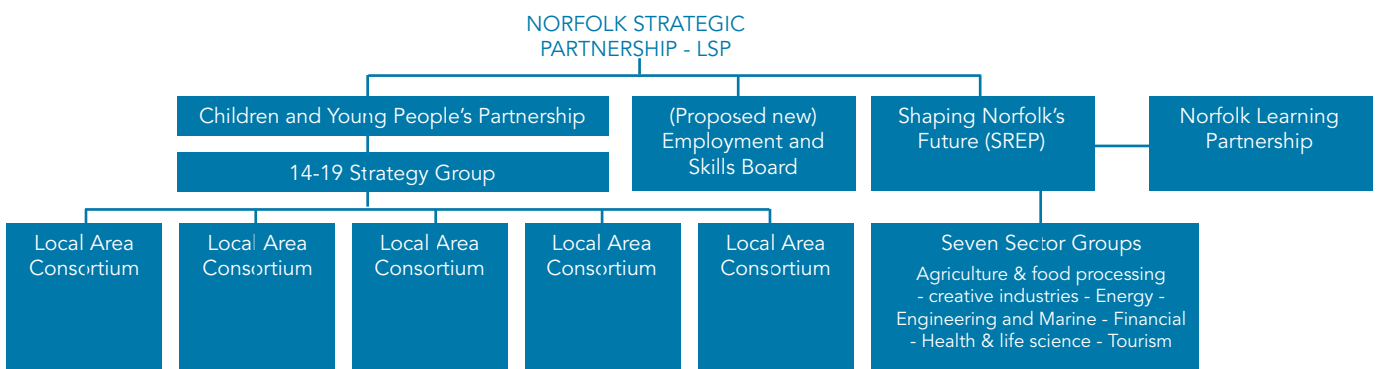 NORFOLK STRATEGIC
PARTNERSHIP - LSP
Children and Young People's Partnership
(Proposed new)
Employment and
Skills Board
Shaping Norfolk's
Future (SREP)
Norfolk Learning
Partnership
14-19 Strategy Group
Local Area
Consortium
Local Area
Consortium
Local Area
Consortium
Local Area
Consortium
Local Area
Consortium
Seven Sector Groups
Agriculture & food processing
- creative industries - Energy -
Engineering and Marine - Financial
- Health & life science - Tourism